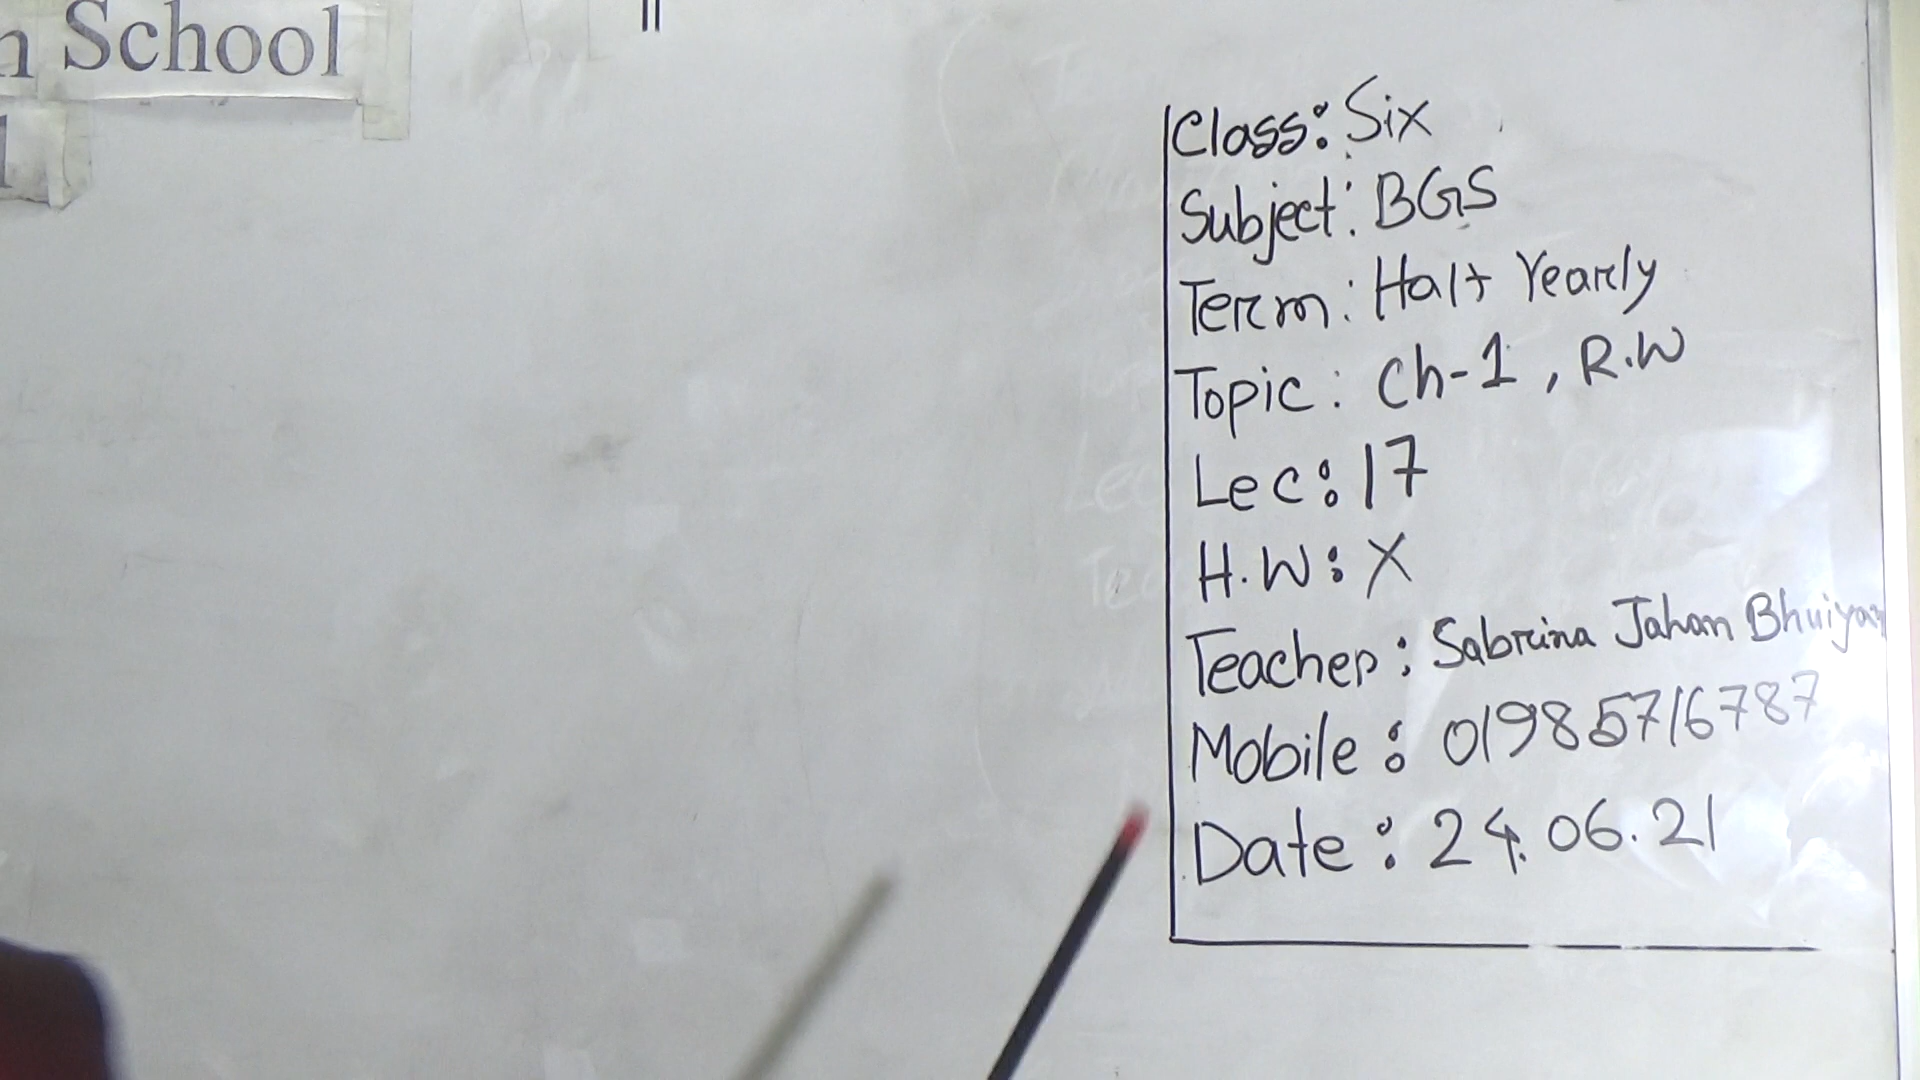 School
Class: Six
Subject: BGS
Term: Half Yearly
Topic: Ch-1, R.W
Lec: 17
H.W: X
Teacher: Sabrina Jahan Bhuiyan
Mobile: 01985716787
Date: 24.06.21